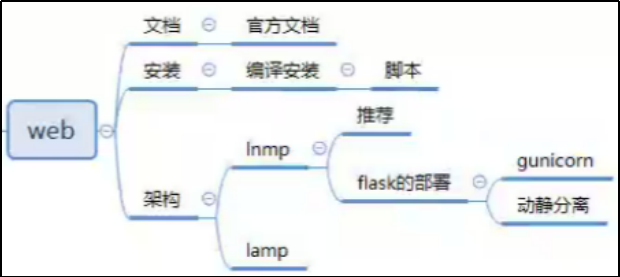 web
文档
官方文档
安装
编译安装
脚本
架构
lnmp
推荐
flask的部署
gunicorn
动静分离
lamp